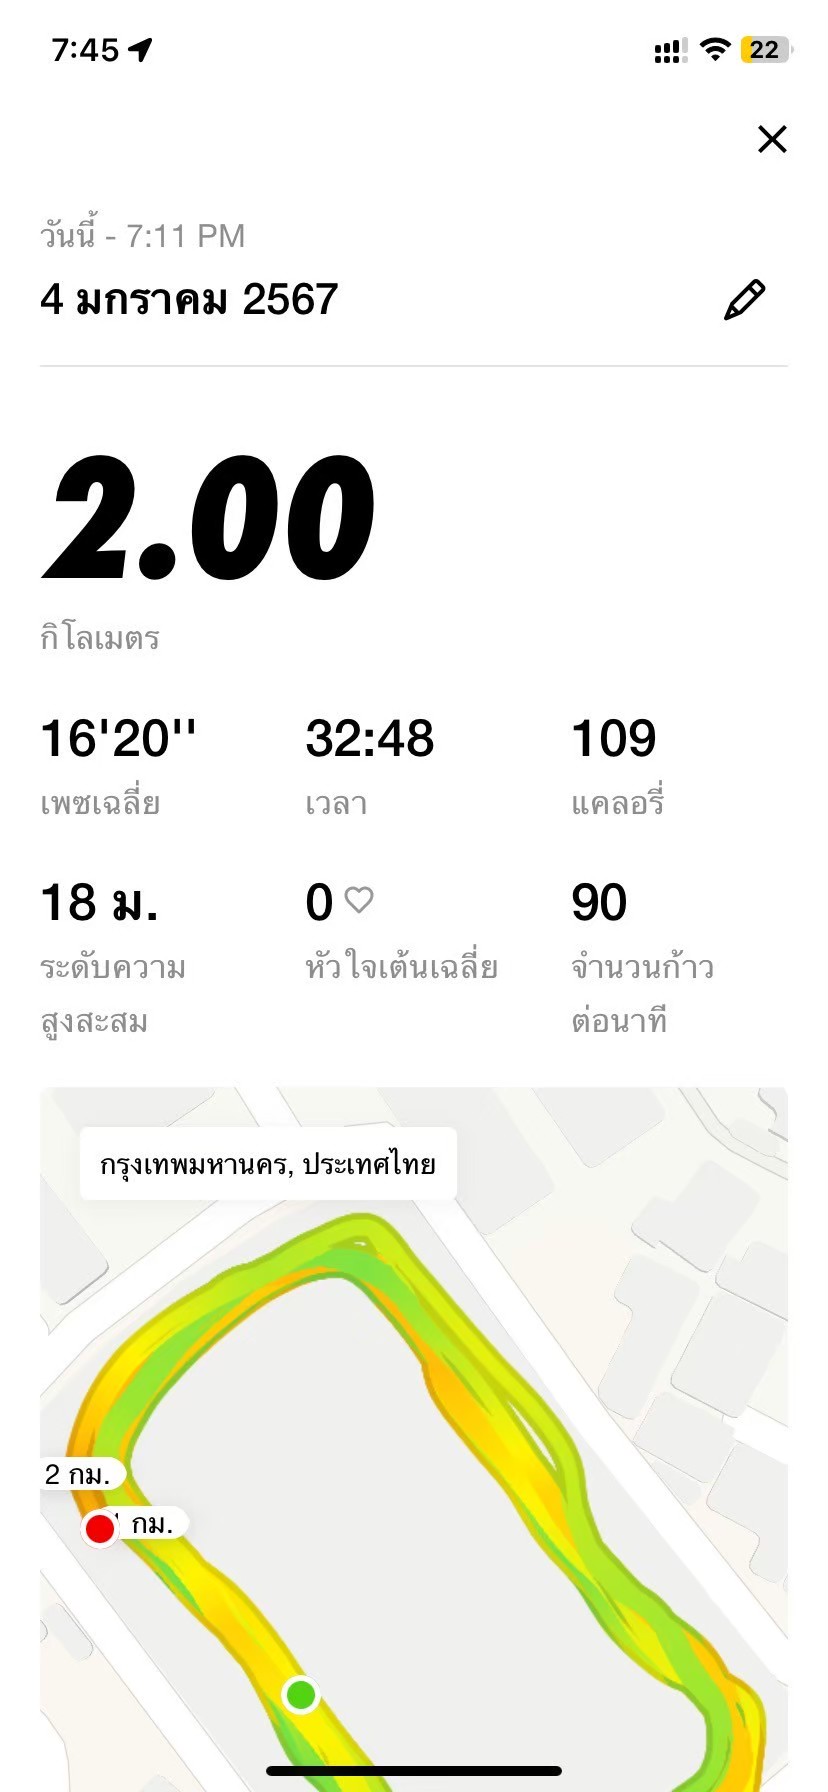 7:45
22
วันนี้ - 7:11 PM
4 มกราคม 2567
2.00
กิโลเมตร
16'20''
32:48
109
เพซเฉลี่ย
เวลา
แคลอรี่
18 ม.
0
90
ระดับความ
สูงสะสม
หัวใจเต้นเฉลี่ย
จำนวนก้าว
ต่อนาที
กรุงเทพมหานคร, ประเทศไทย
2 กม.
กม.